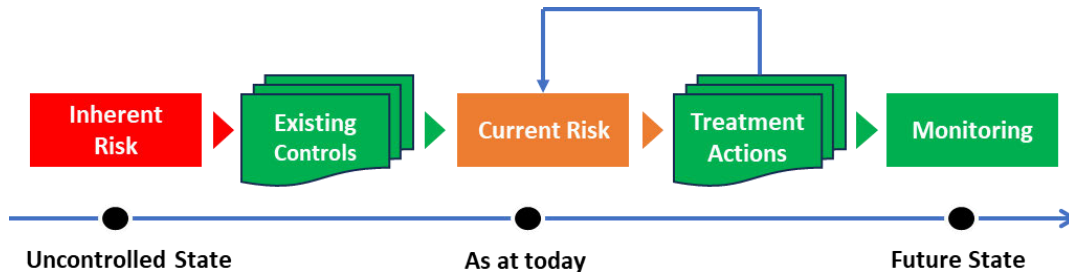 Inherent
Risk
Existing
Controls
Current Risk
Treatment
Actions
Monitoring
Uncontrolled State
As at today
Future State